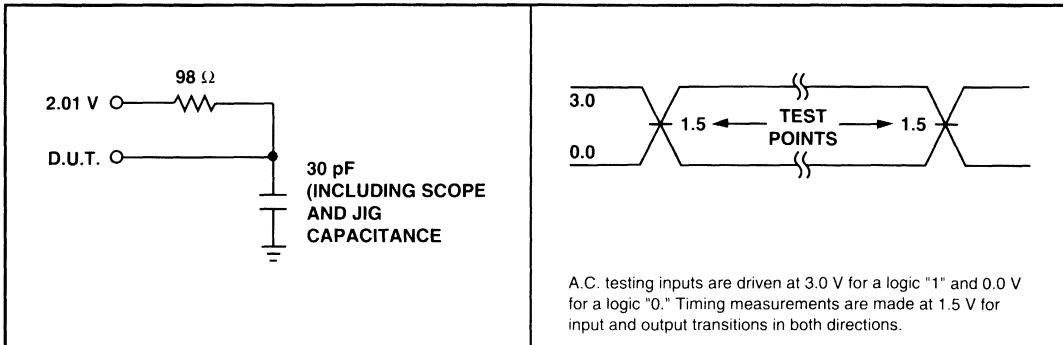 98 Ω
2.01 V
D.U.T.
30 pF
(INCLUDING SCOPE
AND JIG
CAPACITANCE
3.0
0.0
1.5
TEST
POINTS
1.5
A.C. testing inputs are driven at 3.0 V for a logic "1" and 0.0 V
for a logic "0." Timing measurements are made at 1.5 V for
input and output transitions in both directions.